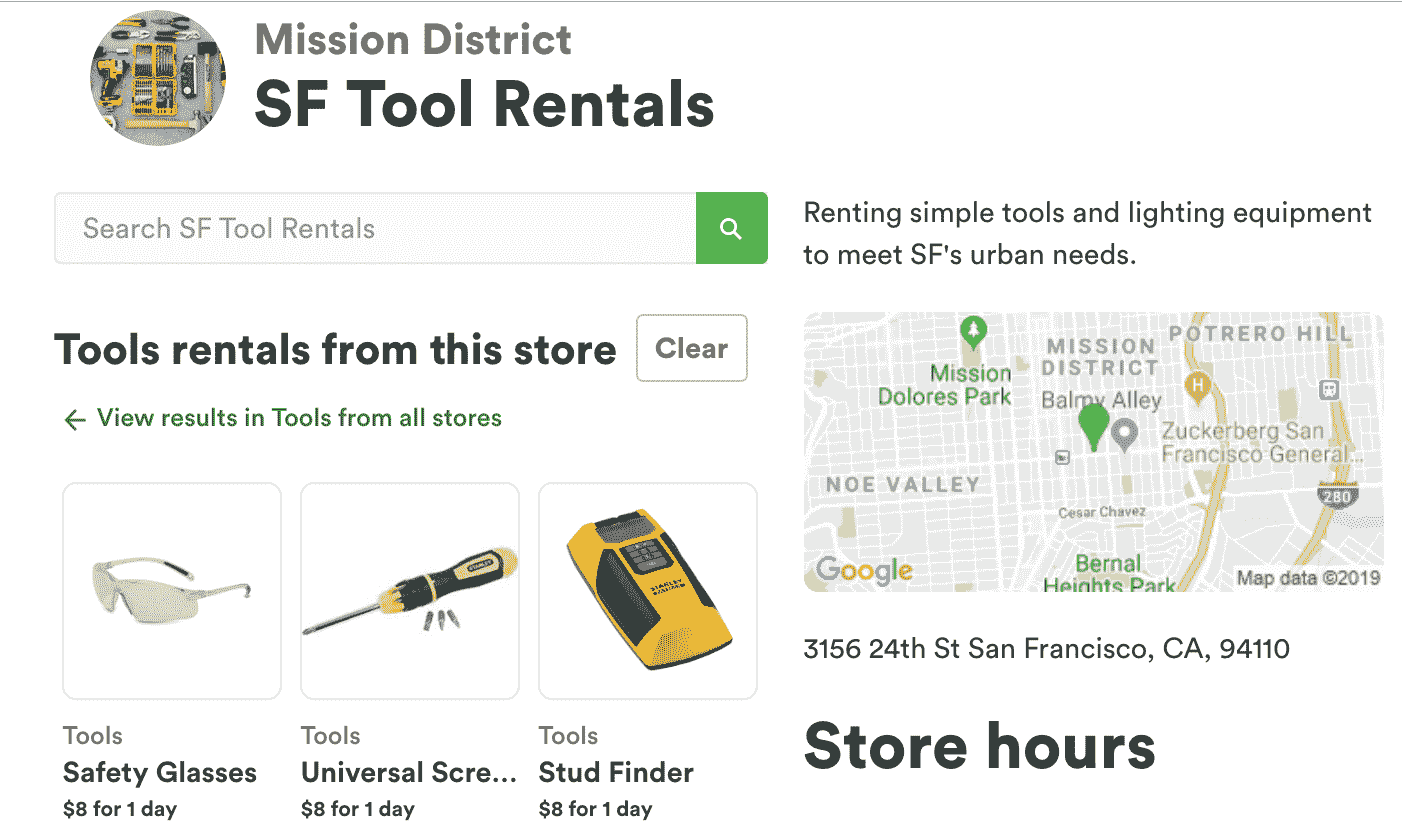 Mission District
SF Tool Rentals
Search SF Tool Rentals
Renting simple tools and lighting equipment
to meet SF's urban needs.
Tools rentals from this store
Clear
← View results in Tools from all stores
POTRERO HILL
MISSION
DISTRICT
Mission
Dolores Park
H
Balmy Alley
Zuckerberg San
Francisco General...
NOE VALLEY
280
Cesar Chavez
Bernal
Heights Park
Google
Map data ©2019
STANLEY
STANLEY
3156 24th St San Francisco, CA, 94110
Tools
Safety Glasses
$8 for 1 day
Tools
Universal Scre...
$8 for 1 day
Tools
Stud Finder
$8 for 1 day
Store hours